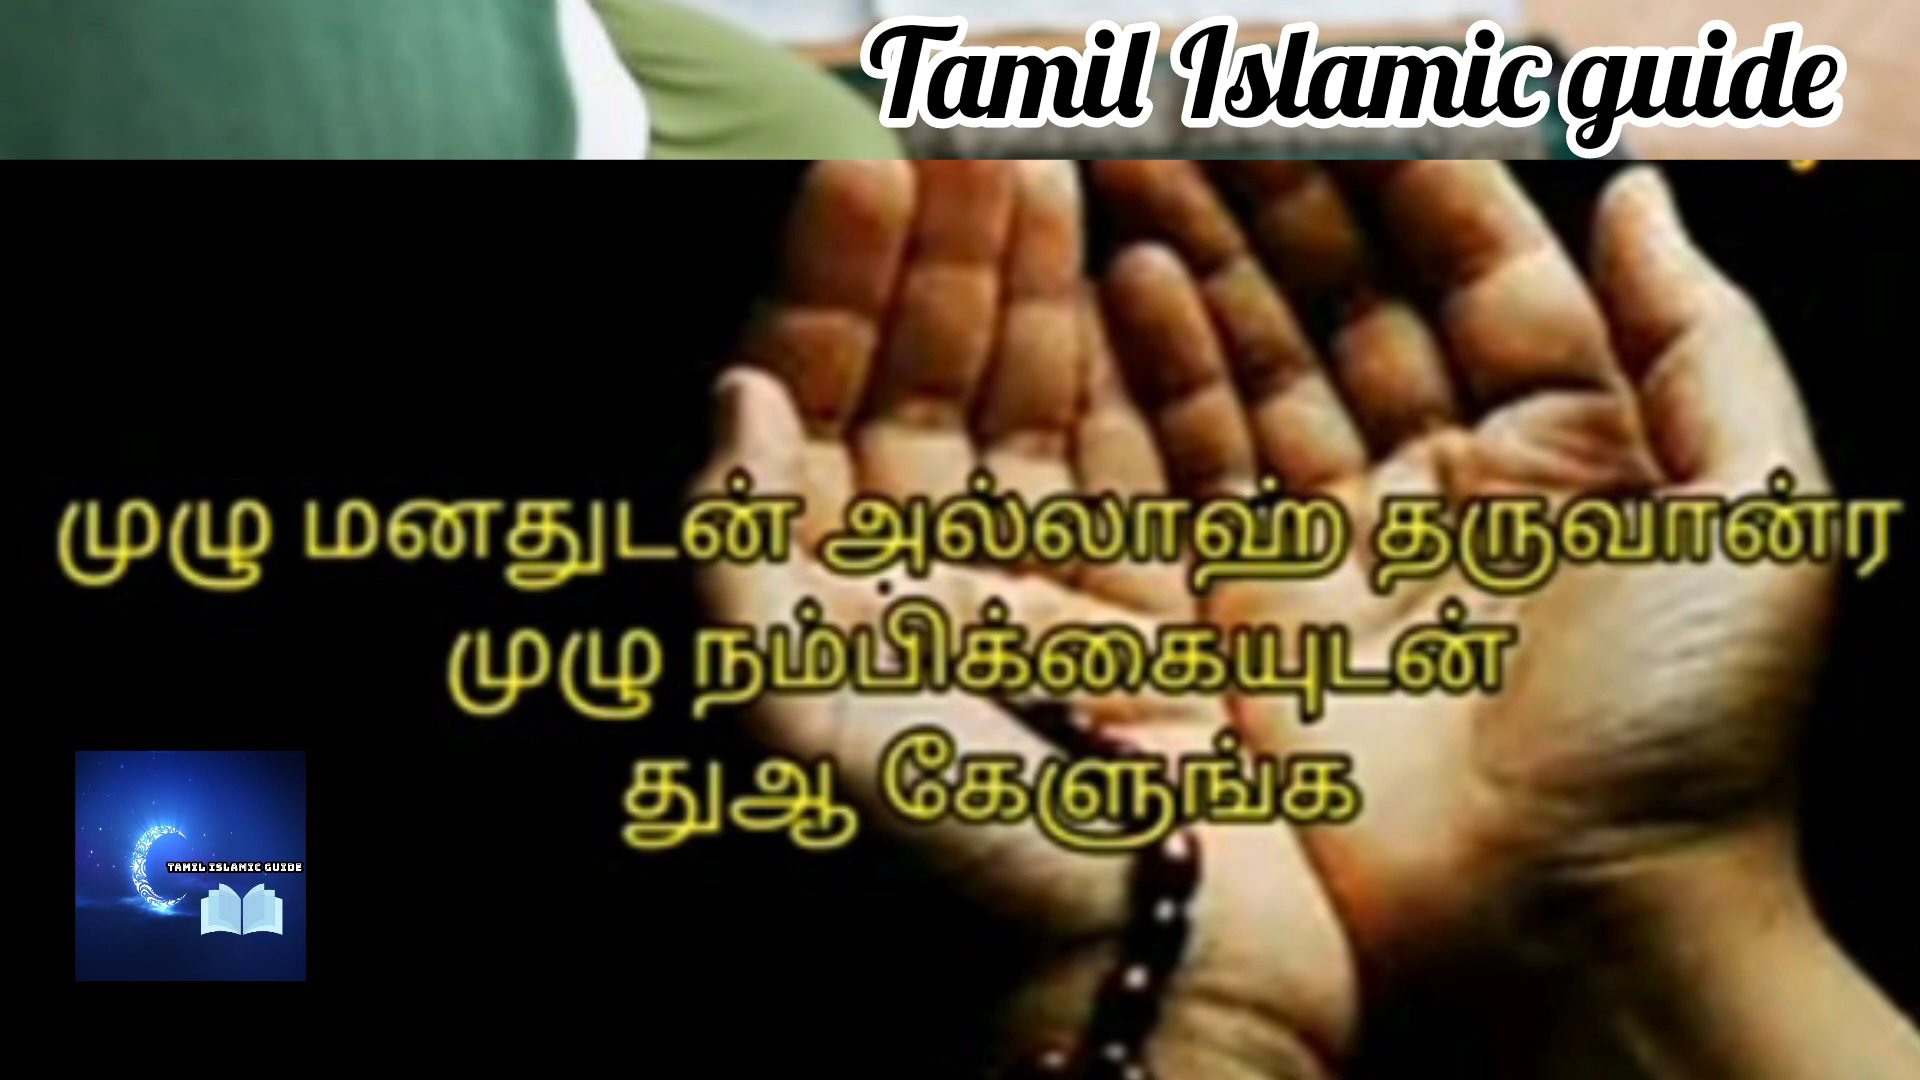 Tamil Islamic guide
முழு மனதுடன் அல்லாஹ் தருவான்ர
முழு நம்பிக்கையுடன்
துஆ கேளுங்க
TAMIL ISLAMIC GUIDE